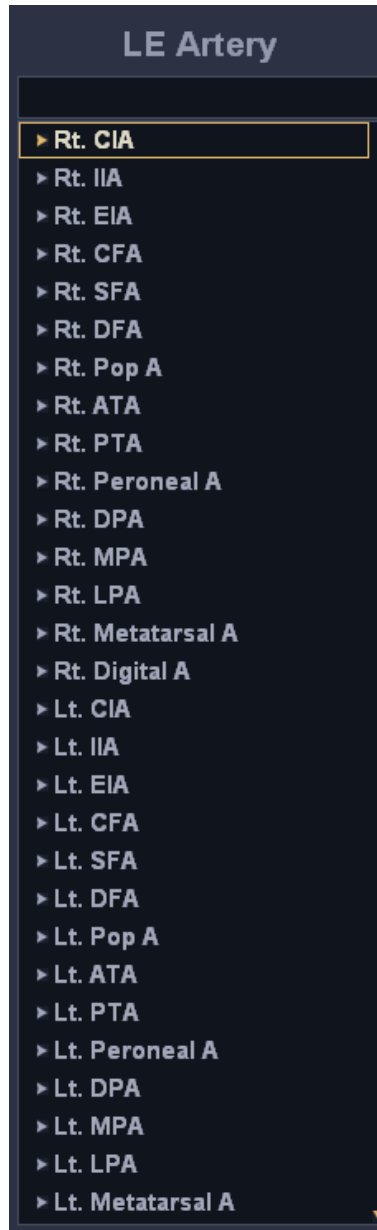 LE Artery
Rt. CIA
Rt. IIA
Rt. EIA
Rt. CFA
Rt. SFA
Rt. DFA
Rt. Pop A
Rt. ATA
Rt. PTA
Rt. Peroneal A
Rt. DPA
Rt. MPA
Rt. LPA
Rt. Metatarsal A
Rt. Digital A
Lt. CIA
Lt. IIA
Lt. EIA
Lt. CFA
Lt. SFA
Lt. DFA
Lt. Pop A
Lt. ATA
Lt. PTA
Lt. Peroneal A
Lt. DPA
Lt. MPA
Lt. LPA
Lt. Metatarsal A